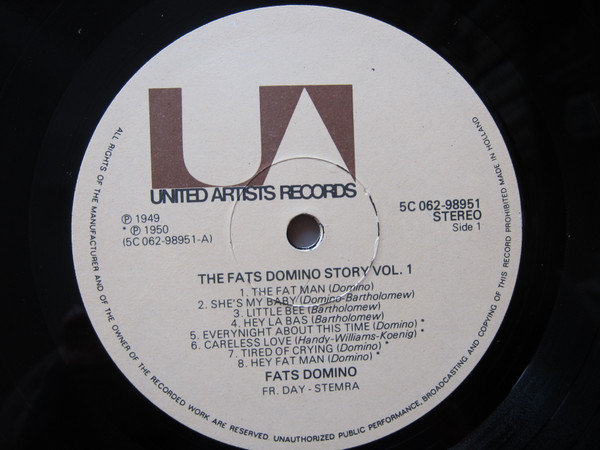 UA
UNITED ARTISTS RECORDS
℗ 1949
* ℗ 1950
(5C 062-98951-A)
5C 062-98951
STEREO
Side 1
THE FATS DOMINO STORY VOL. 1
1. THE FAT MAN (Domino)
2. SHE'S MY BABY (Domino-Bartholomew)
3. LITTLE BEE (Bartholomew)
4. HEY LA BAS (Bartholomew)
5. EVERYNIGHT ABOUT THIS TIME (Domino) *
6. CARELESS LOVE (Handy-Williams-Koenig) *
7. TIRED OF CRYING (Domino) *
8. HEY FAT MAN (Domino) *
FATS DOMINO
FR. DAY - STEMRA
ALL RIGHTS OF THE MANUFACTURER AND OF THE OWNER OF THE RECORDED WORK ARE RESERVED. UNAUTHORIZED PUBLIC PERFORMANCE, BROADCASTING AND COPYING OF THIS RECORD PROHIBITED MADE IN HOLLAND